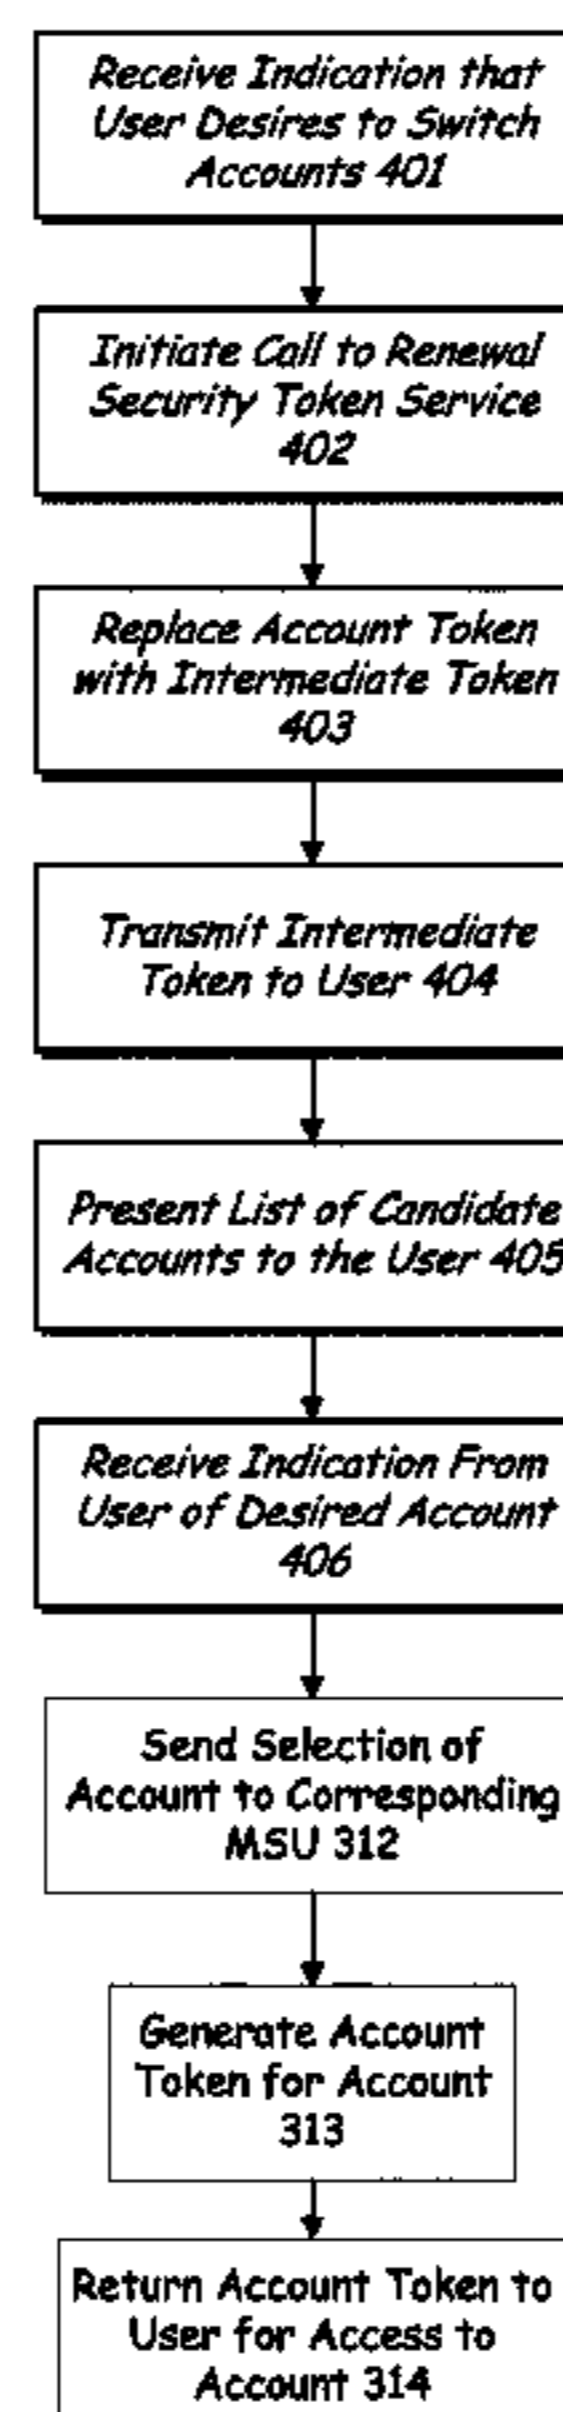 Receive Indication that
User Desires to Switch
Accounts 401
Initiate Call to Renewal
Security Token Service
402
Replace Account Token
with Intermediate Token
403
Transmit Intermediate
Token to User 404
Present List of Candidate
Accounts to the User 405
Receive Indication From
User of Desired Account
406
Send Selection of
Account to Corresponding
MSU 312
Generate Account
Token for Account
313
Return Account Token to
User for Access to
Account 314